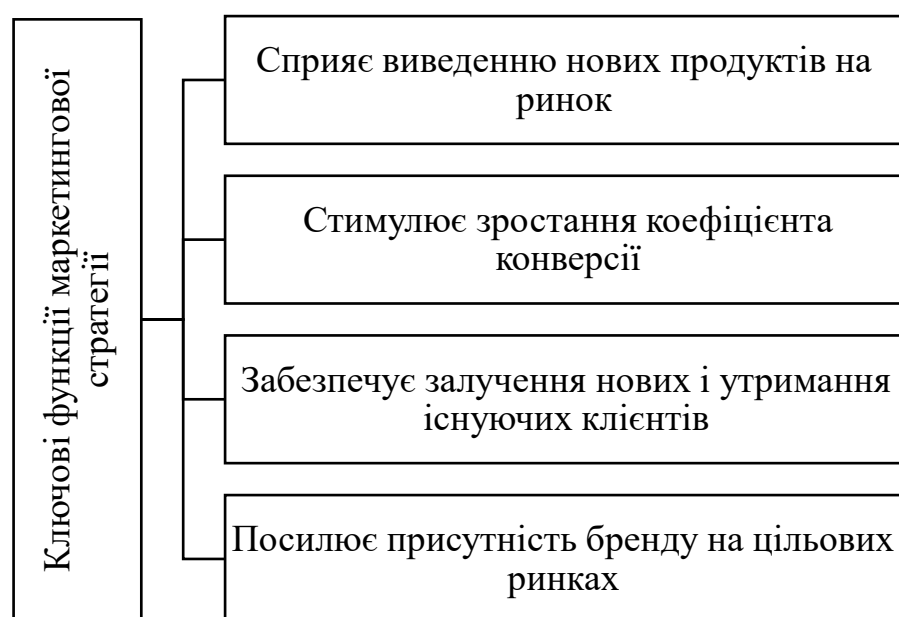 Ключові функції маркетингової
стратегії
Сприяє виведенню нових продуктів на
ринок
Стимулює зростання коефіцієнта
конверсії
Забезпечує залучення нових і утримання
існуючих клієнтів
Посилює присутність бренду на цільових
ринках